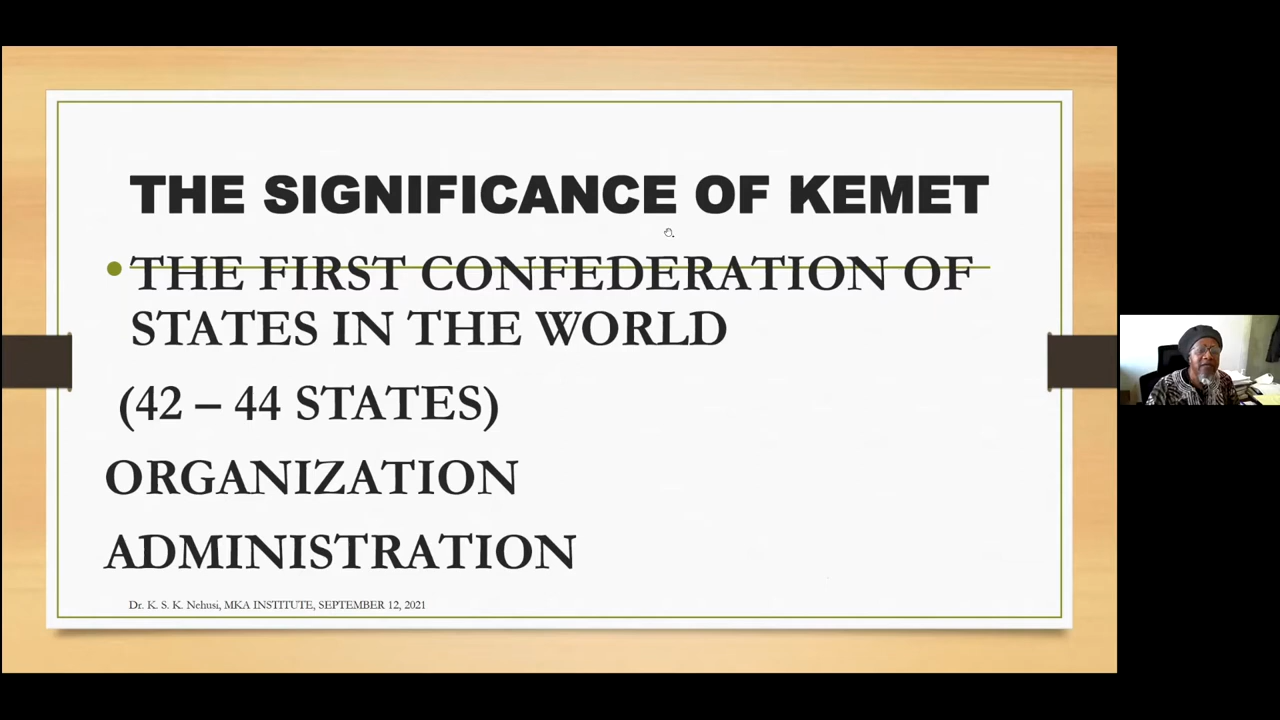 THE SIGNIFICANCE OF KEMET
THE FIRST CONFEDERATION OF
STATES IN THE WORLD
(42 – 44 STATES)
ORGANIZATION
ADMINISTRATION
Dr. K. S. K. Nehusi, MKA INSTITUTE, SEPTEMBER 12, 2021